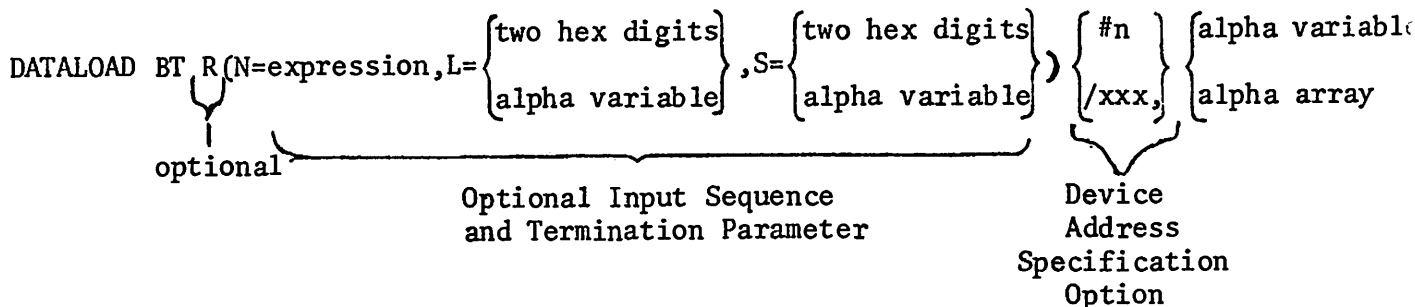 {two hex digits} {two hex digits} {#n} {alpha variable
DATALOAD BT R(N=expression,L= ,S= )
{alpha variable} {alpha variable} {/xxx,} {alpha array
optional
Optional Input Sequence
and Termination Parameter
Device
Address
Specification
Option